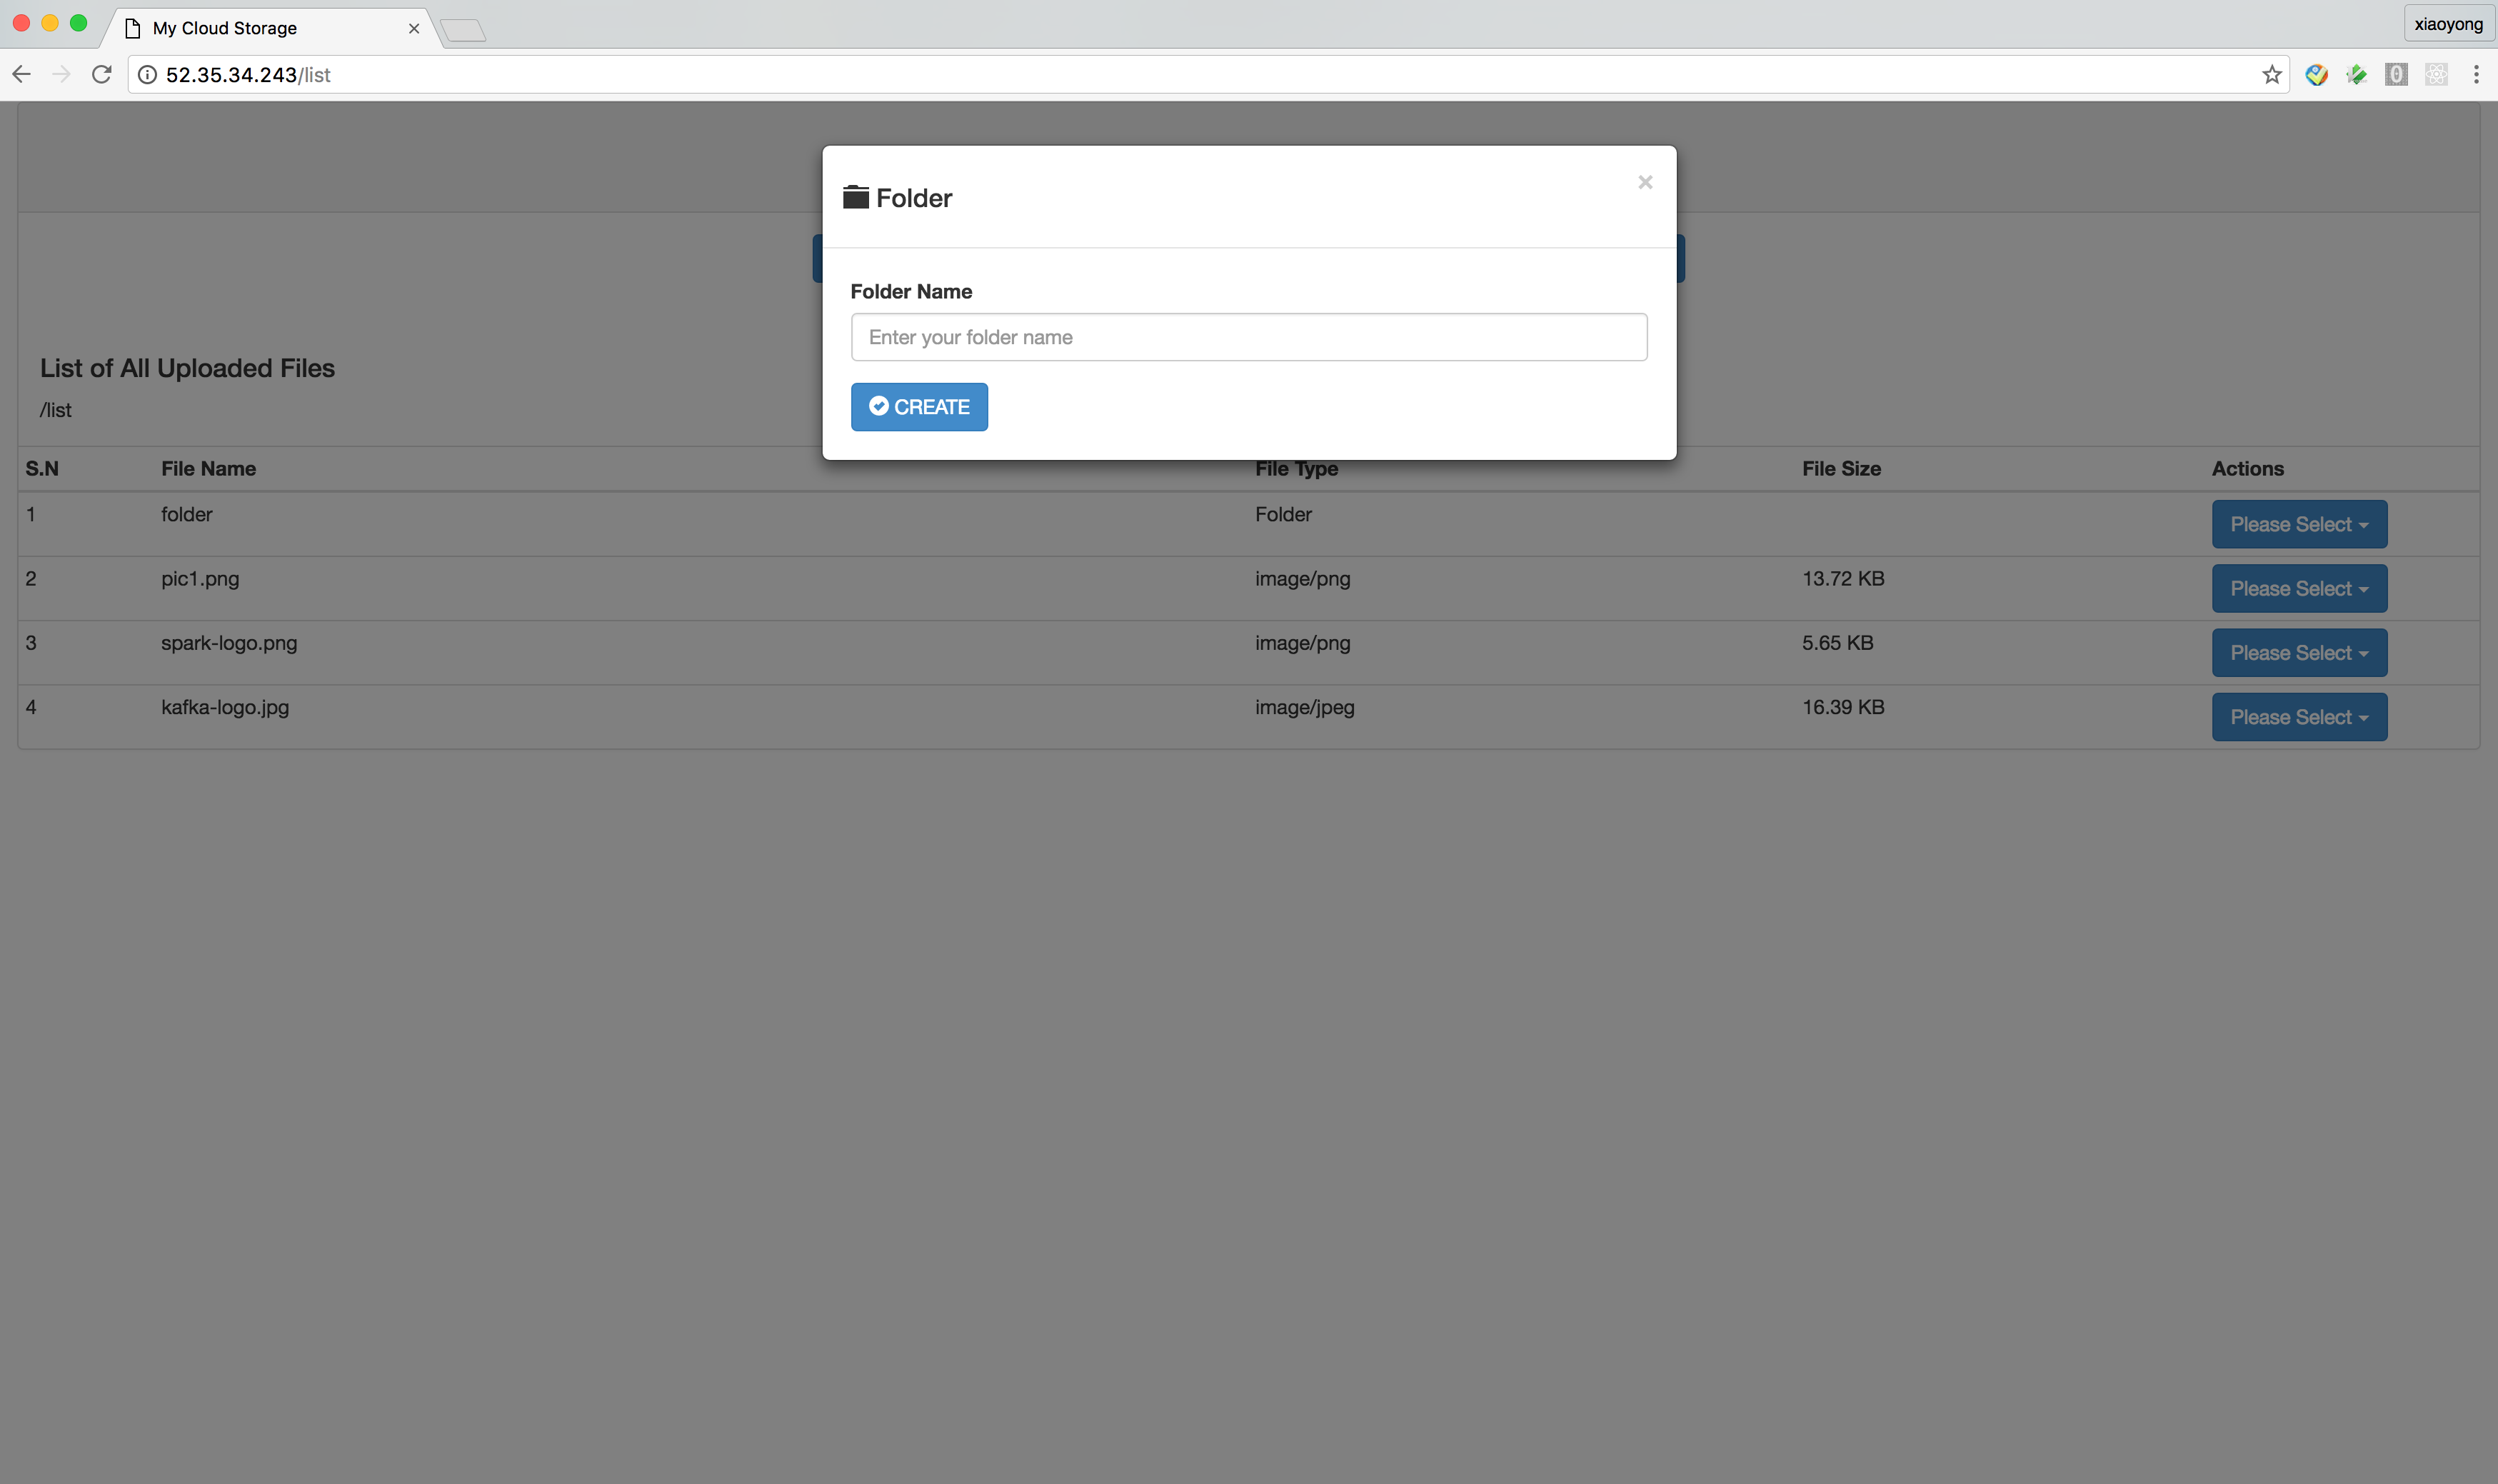 My Cloud Storage
xiaoyong
52.35.34.243/list
Folder
Folder Name
Enter your folder name
CREATE
List of All Uploaded Files
/list
S.N File Name File Type File Size Actions
1 folder Folder Please Select
2 pic1.png image/png 13.72 KB Please Select
3 spark-logo.png image/png 5.65 KB Please Select
4 kafka-logo.jpg image/jpeg 16.39 KB Please Select